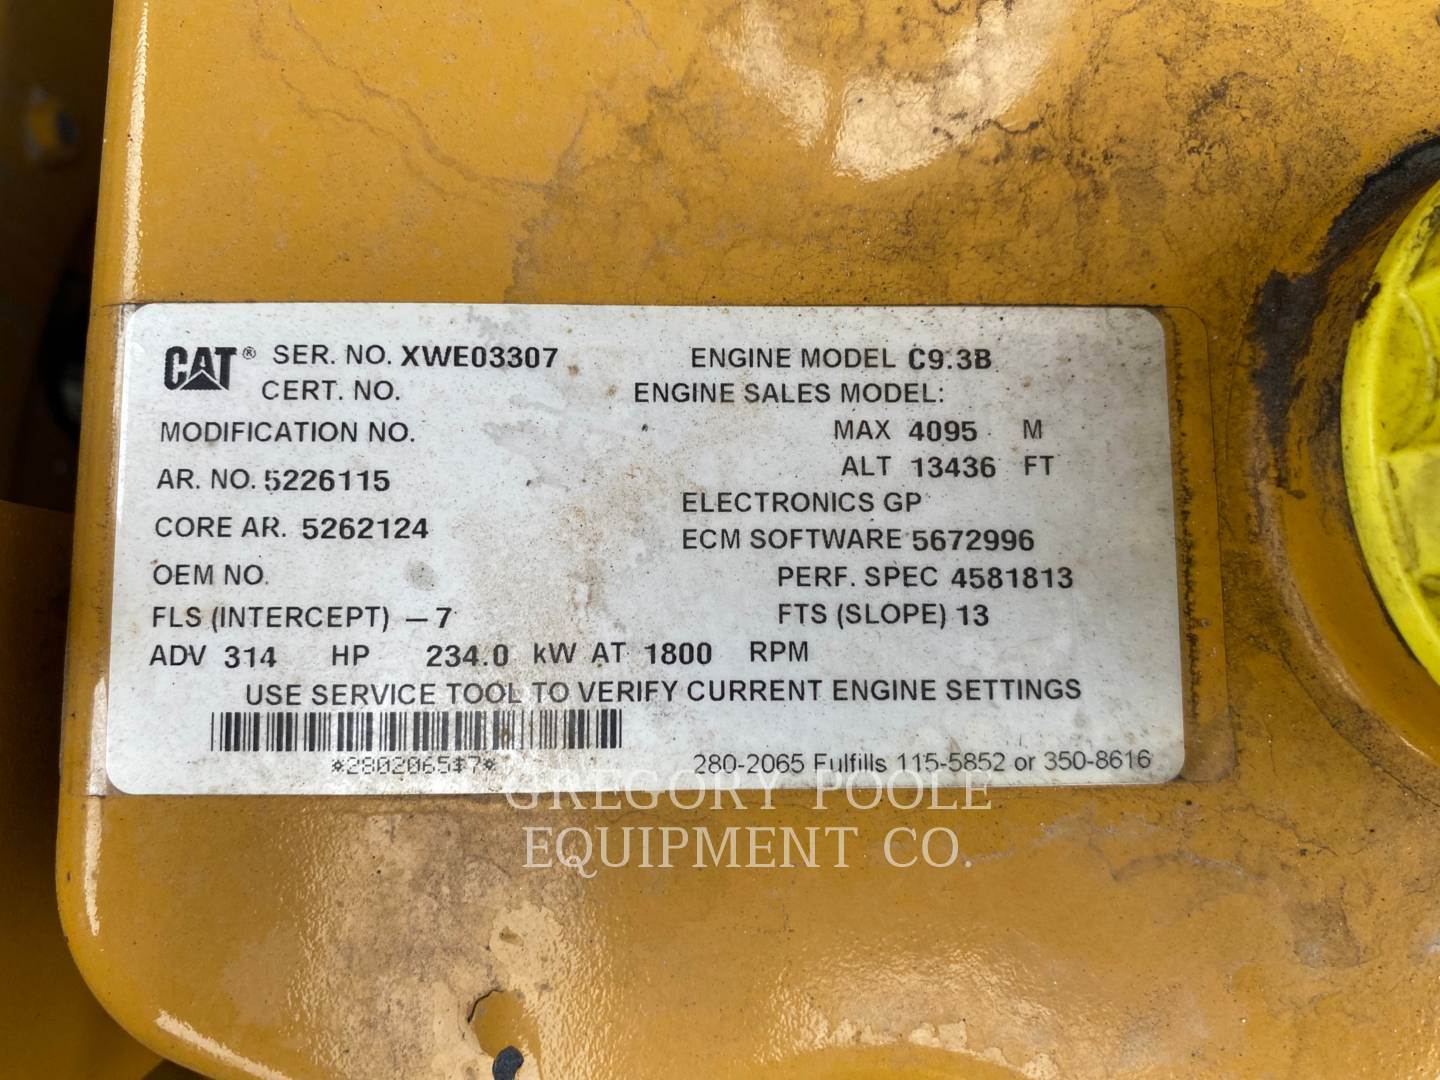 CAT® SER. NO. XWE03307 ENGINE MODEL C9.3B
CERT. NO. ENGINE SALES MODEL:
MODIFICATION NO. MAX 4095 M
ALT 13436 FT
AR. NO. 5226115
ELECTRONICS GP
CORE AR. 5262124 ECM SOFTWARE 5672996
OEM NO. PERF. SPEC 4581813
FLS (INTERCEPT) –7 FTS (SLOPE) 13
ADV 314 HP 234.0 kW AT 1800 RPM
USE SERVICE TOOL TO VERIFY CURRENT ENGINE SETTINGS
*2802065$7* 280-2065 Fulfills 115-5852 or 350-8616
GREGORY POOLE
EQUIPMENT CO.